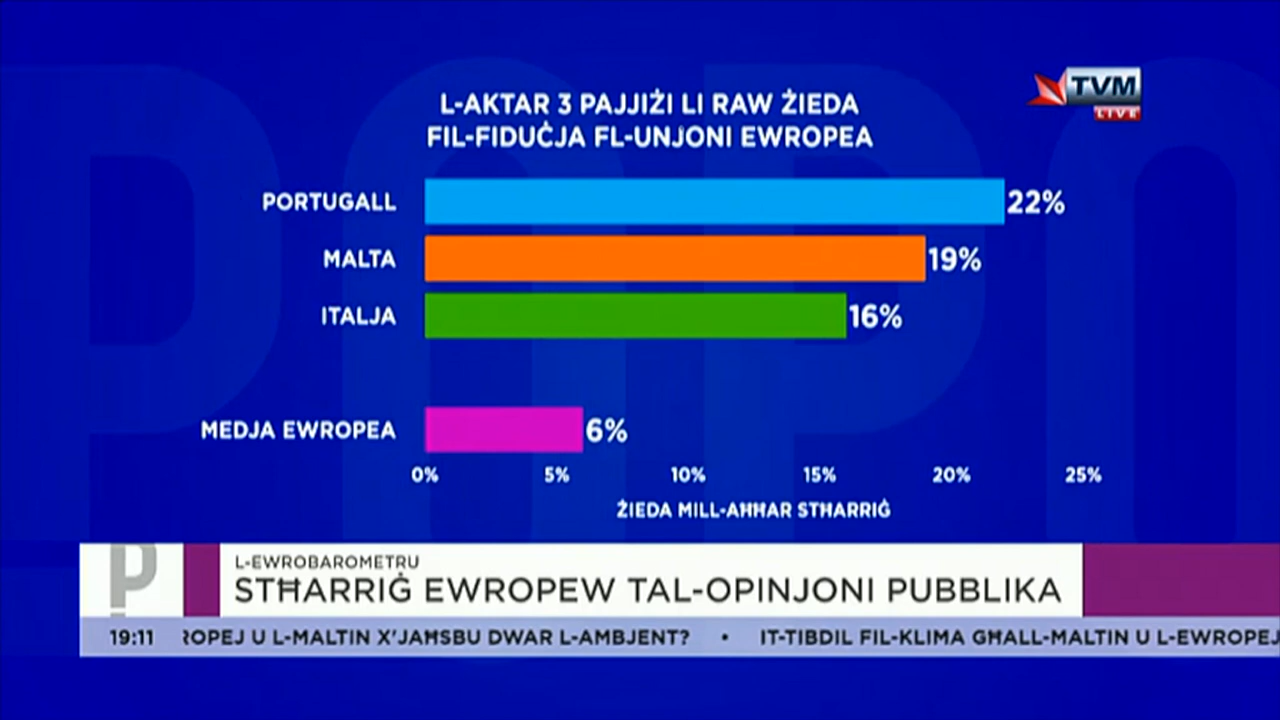 TVM
LIVE
L-AKTAR 3 PAJJIŻI LI RAW ŻIEDA
FIL-FIDUĊJA FL-UNJONI EWROPEA
PORTUGALL 22%
MALTA 19%
ITALJA 16%
MEDJA EWROPEA 6%
0% 5% 10% 15% 20% 25%
ŻIEDA MILL-AĦĦAR STĦARRIĠ
P
L-EWROBAROMETRU
STĦARRIĠ EWROPEW TAL-OPINJONI PUBBLIKA
19:11 ROPEJ U L-MALTIN X'JAĦSBU DWAR L-AMBJENT? • IT-TIBDIL FIL-KLIMA GĦALL-MALTIN U L-EWROPEJ